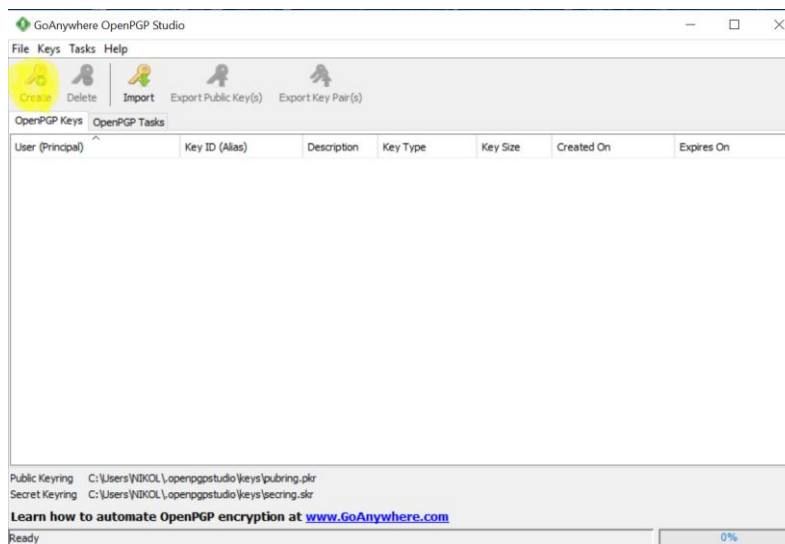 GoAnywhere OpenPGP Studio
File Keys Tasks Help
Create Delete Import Export Public Key(s) Export Key Pair(s)
OpenPGP Keys OpenPGP Tasks
User (Principal) Key ID (Alias) Description Key Type Key Size Created On Expires On
Public Keyring C:\Users\NIKOL\.openpgpstudio\keys\pubring.pkr
Secret Keyring C:\Users\NIKOL\.openpgpstudio\keys\secring.skr
Learn how to automate OpenPGP encryption at www.GoAnywhere.com
Ready 0%